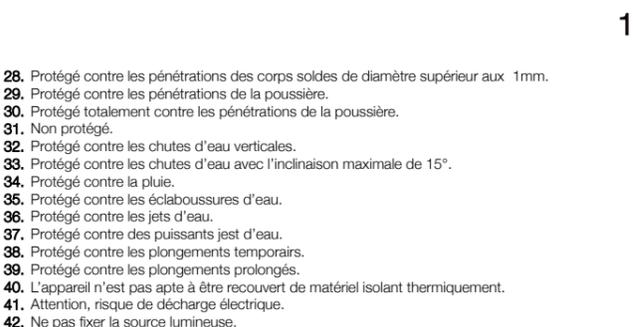 1
28. Protégé contre les pénétrations des corps soldes de diamètre supérieur aux 1mm.
29. Protégé contre les pénétrations de la poussière.
30. Protégé totalement contre les pénétrations de la poussière.
31. Non protégé.
32. Protégé contre les chutes d'eau verticales.
33. Protégé contre les chutes d'eau avec l'inclinaison maximale de 15°.
34. Protégé contre la pluie.
35. Protégé contre les éclaboussures d'eau.
36. Protégé contre les jets d'eau.
37. Protégé contre des puissants jest d'eau.
38. Protégé contre les plongements temporairs.
39. Protégé contre les plongements prolongés.
40. L'appareil n'est pas apte à être recouvert de matériel isolant thermiquement.
41. Attention, risque de décharge électrique.
42. Ne pas fixer la source lumineuse.